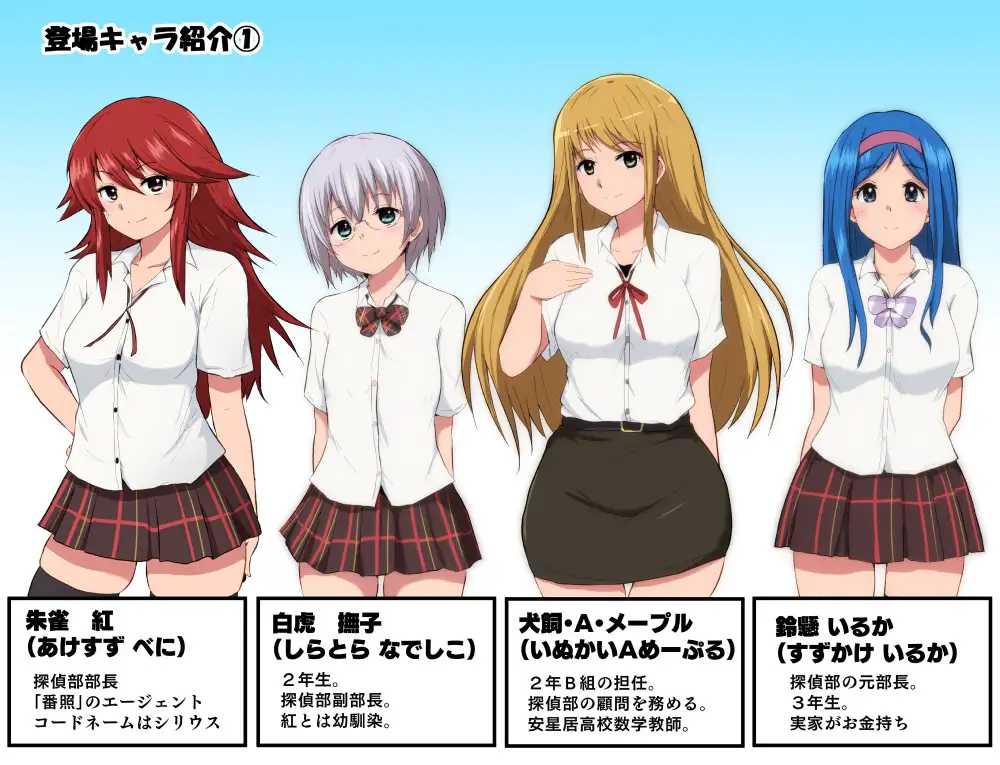 登場キャラ紹介①
朱雀 紅
(あけすず べに)
探偵部部長
「番照」のエージェント
コードネームはシリウス
白虎 撫子
(しらとら なでしこ)
２年生。
探偵部副部長。
紅とは幼馴染。
犬飼・A・メープル
(いぬかいAめーぷる)
２年Ｂ組の担任。
探偵部の顧問を務める。
安星居高校数学教師。
鈴懸 いるか
(すずかけ いるか)
探偵部の元部長。
３年生。
実家がお金持ち